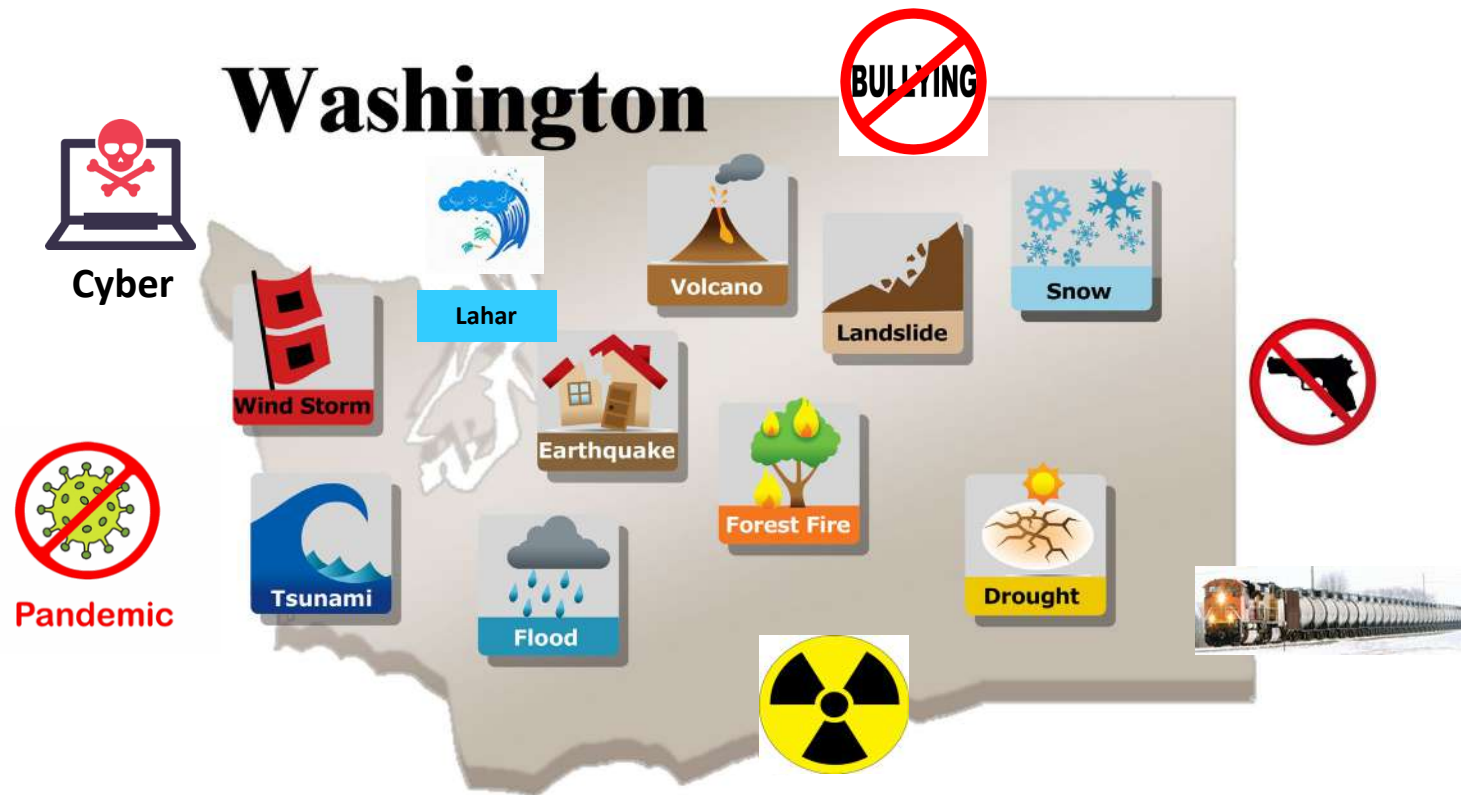 Washington
BULLYING
Cyber
Volcano
Snow
Lahar
Landslide
Wind Storm
Earthquake
Forest Fire
Tsunami
Drought
Pandemic
Flood